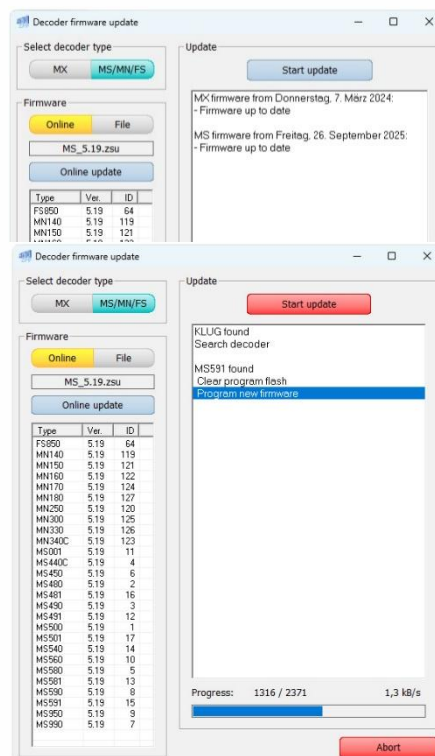 Decoder firmware update
Select decoder type
MX MS/MN/FS
Firmware
Online File
MS_5.19.zsu
Online update
Type Ver. ID
FS850 5.19 64
MN140 5.19 119
MN150 5.19 121
Update
Start update
MX firmware from Donnerstag, 7. März 2024:
- Firmware up to date
MS firmware from Freitag, 26. September 2025:
- Firmware up to date
Decoder firmware update
Select decoder type
MX MS/MN/FS
Firmware
Online File
MS_5.19.zsu
Online update
Type Ver. ID
FS850 5.19 64
MN140 5.19 119
MN150 5.19 121
MN160 5.19 122
MN170 5.19 124
MN180 5.19 127
MN250 5.19 120
MN300 5.19 125
MN330 5.19 126
MN340C 5.19 123
MS001 5.19 11
MS440C 5.19 4
MS450 5.19 6
MS480 5.19 2
MS481 5.19 16
MS490 5.19 3
MS491 5.19 12
MS500 5.19 1
MS501 5.19 17
MS540 5.19 14
MS560 5.19 10
MS580 5.19 5
MS581 5.19 13
MS590 5.19 8
MS591 5.19 15
MS950 5.19 9
MS990 5.19 7
Update
Start update
KLUG found
Search decoder
MS591 found
Clear program flash
Program new firmware
Progress: 1316 / 2371 1,3 kB/s
Abort